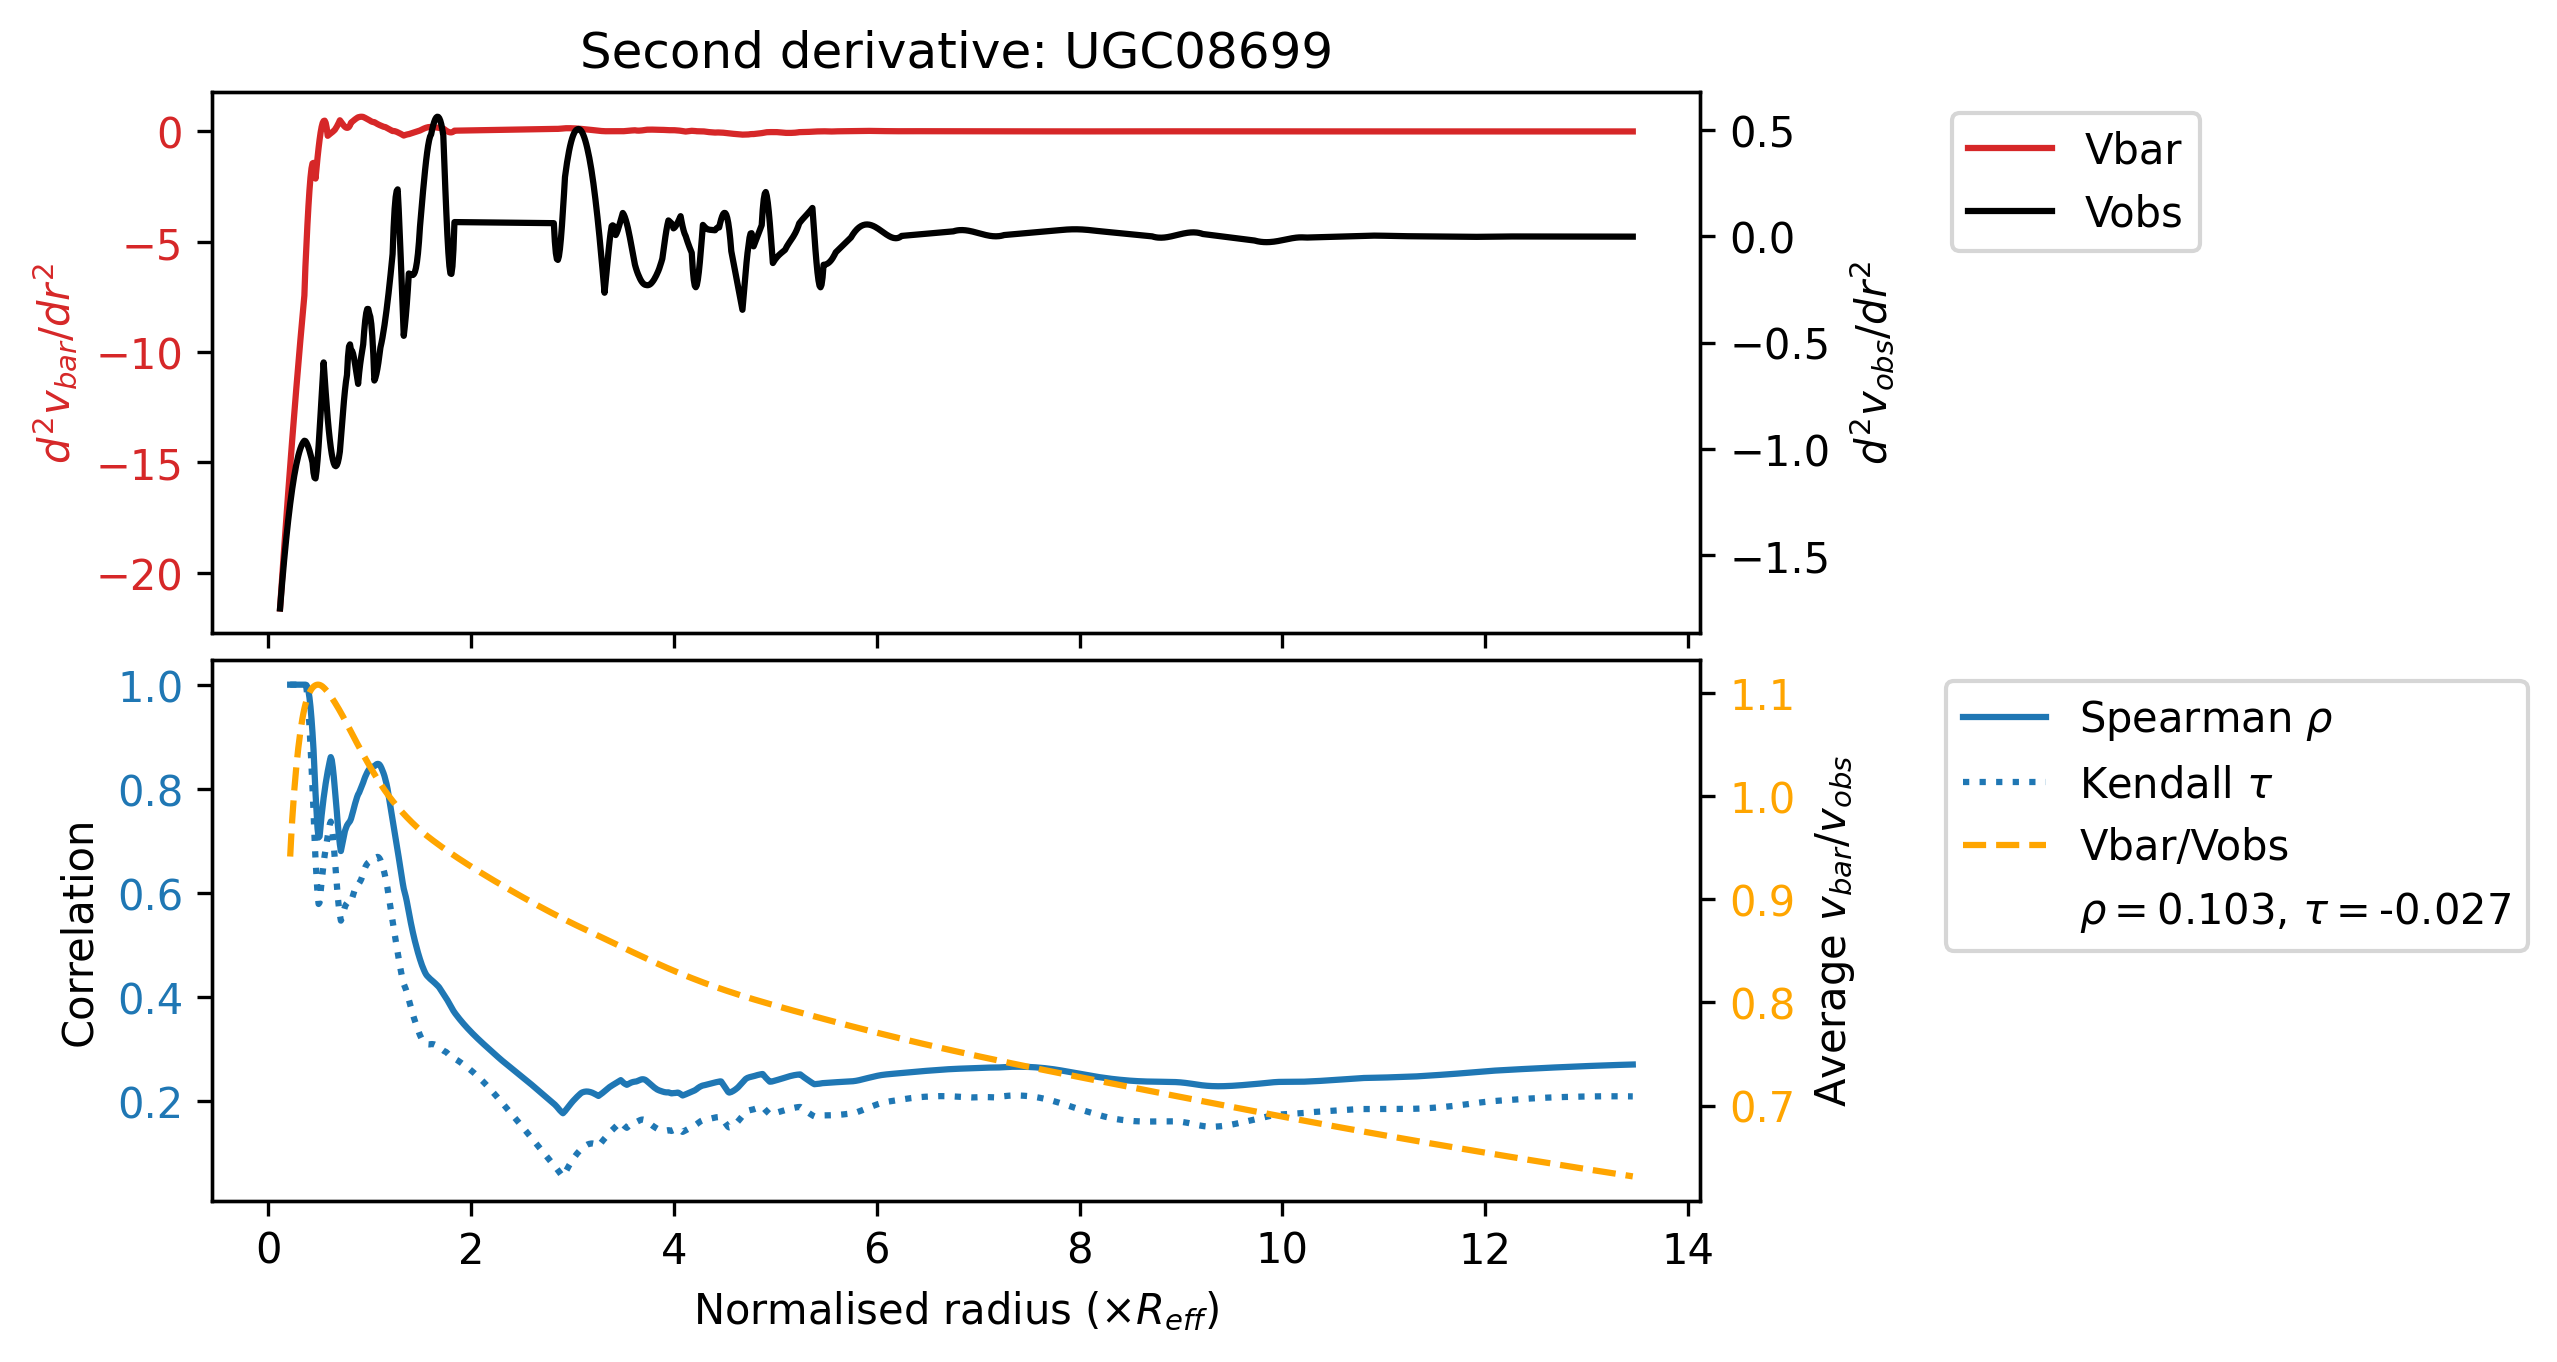 Second derivative: UGC08699
0
−5
−10
−15
−20
d²v_bar/dr²
0.5
0.0
−0.5
−1.0
−1.5
d²v_obs/dr²
Vbar
Vobs
1.0
0.8
0.6
0.4
0.2
Correlation
1.1
1.0
0.9
0.8
0.7
Average v_bar/v_obs
Spearman ρ
Kendall τ
Vbar/Vobs
ρ = 0.103, τ = -0.027
0 2 4 6 8 10 12 14
Normalised radius (×R_eff)